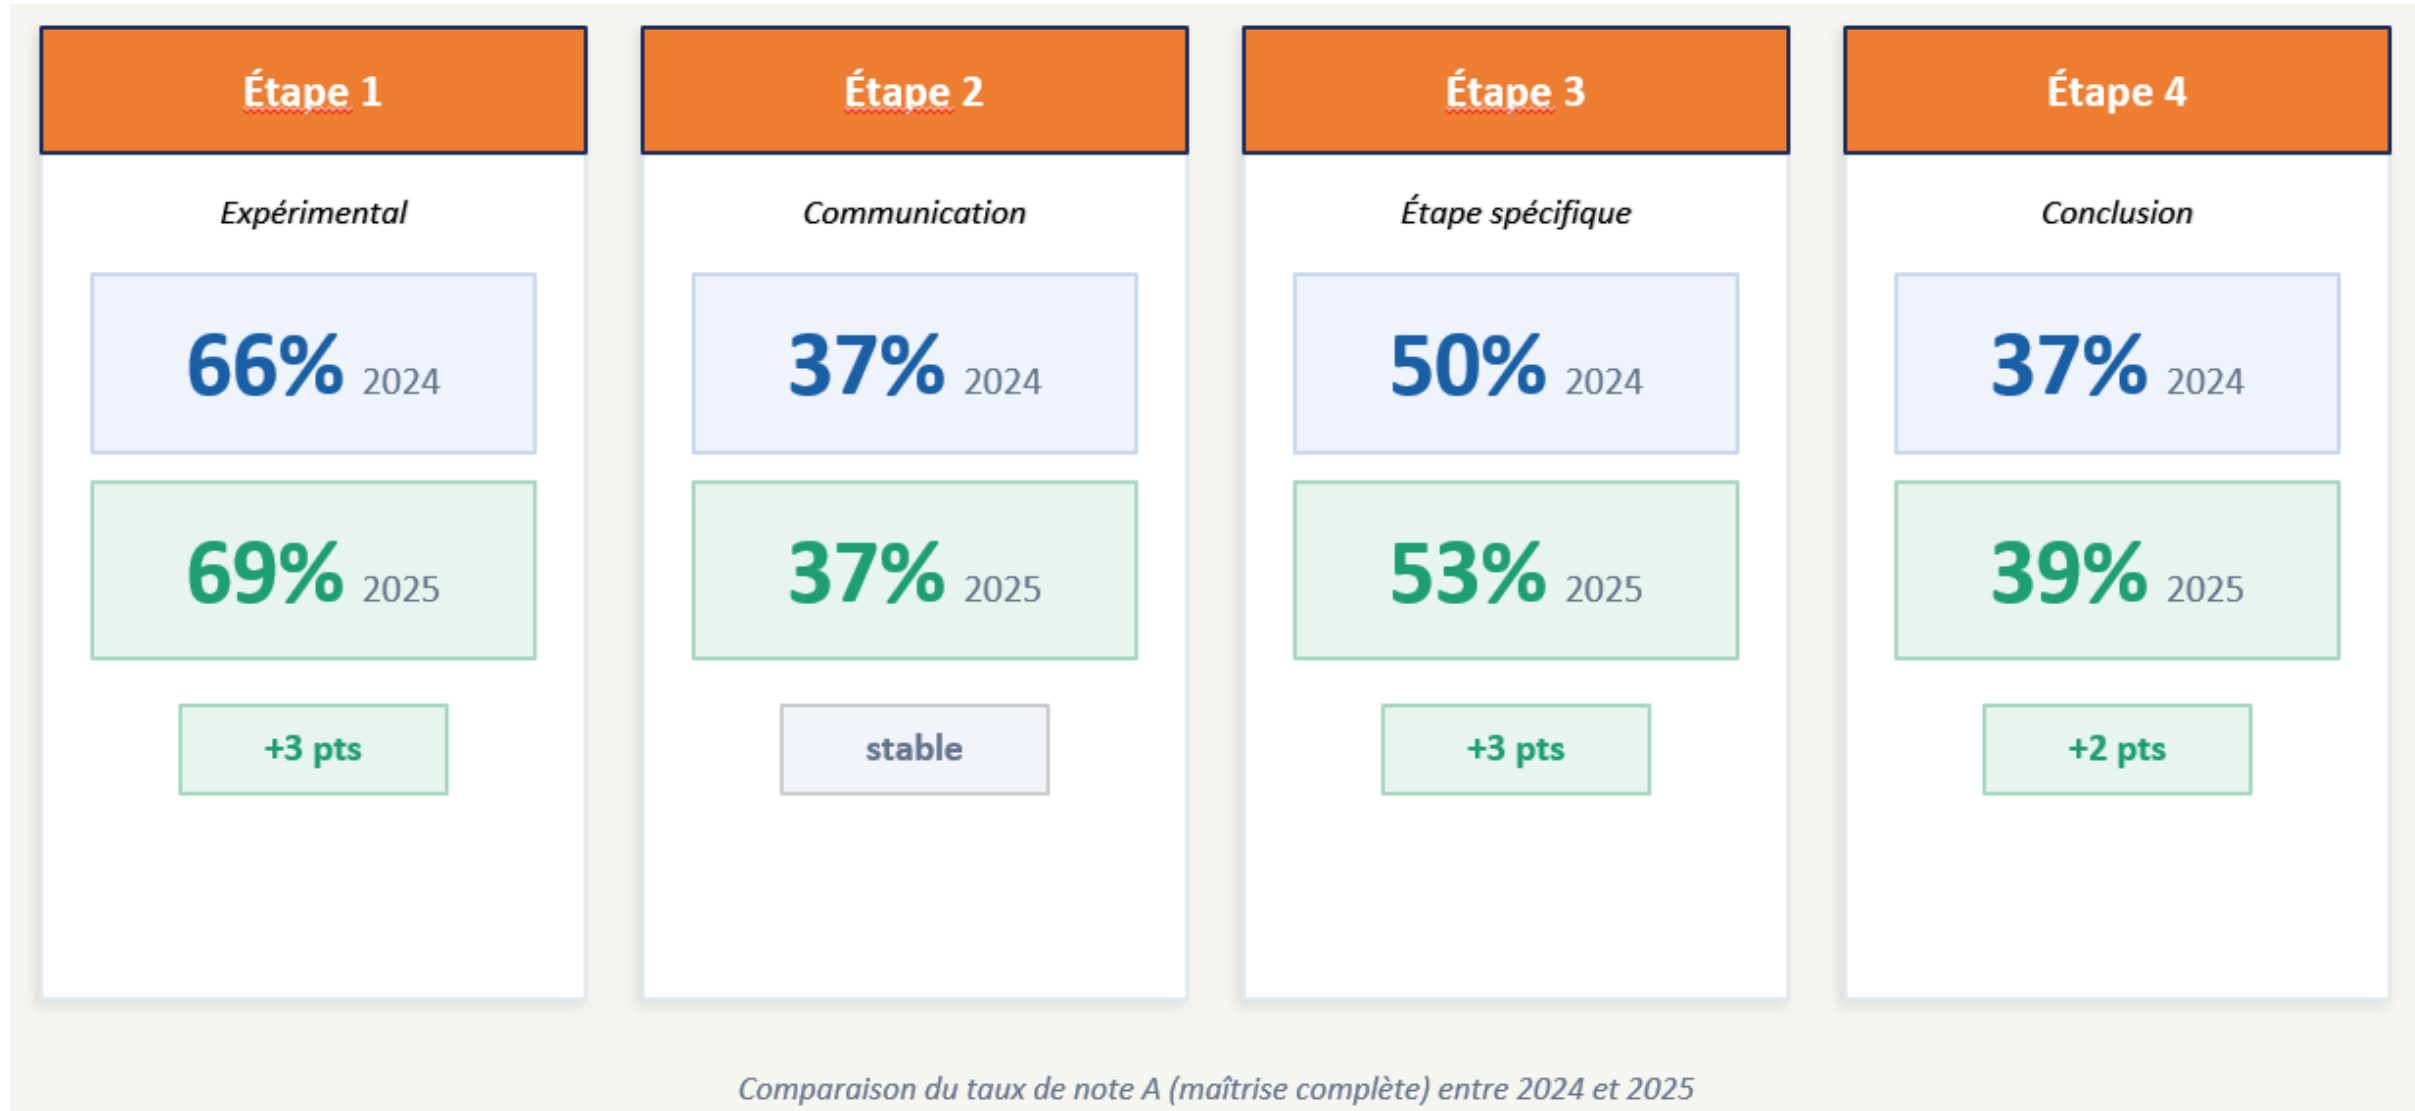 Étape 1
Expérimental
66% 2024
69% 2025
+3 pts
Étape 2
Communication
37% 2024
37% 2025
stable
Étape 3
Étape spécifique
50% 2024
53% 2025
+3 pts
Étape 4
Conclusion
37% 2024
39% 2025
+2 pts
Comparaison du taux de note A (maîtrise complète) entre 2024 et 2025